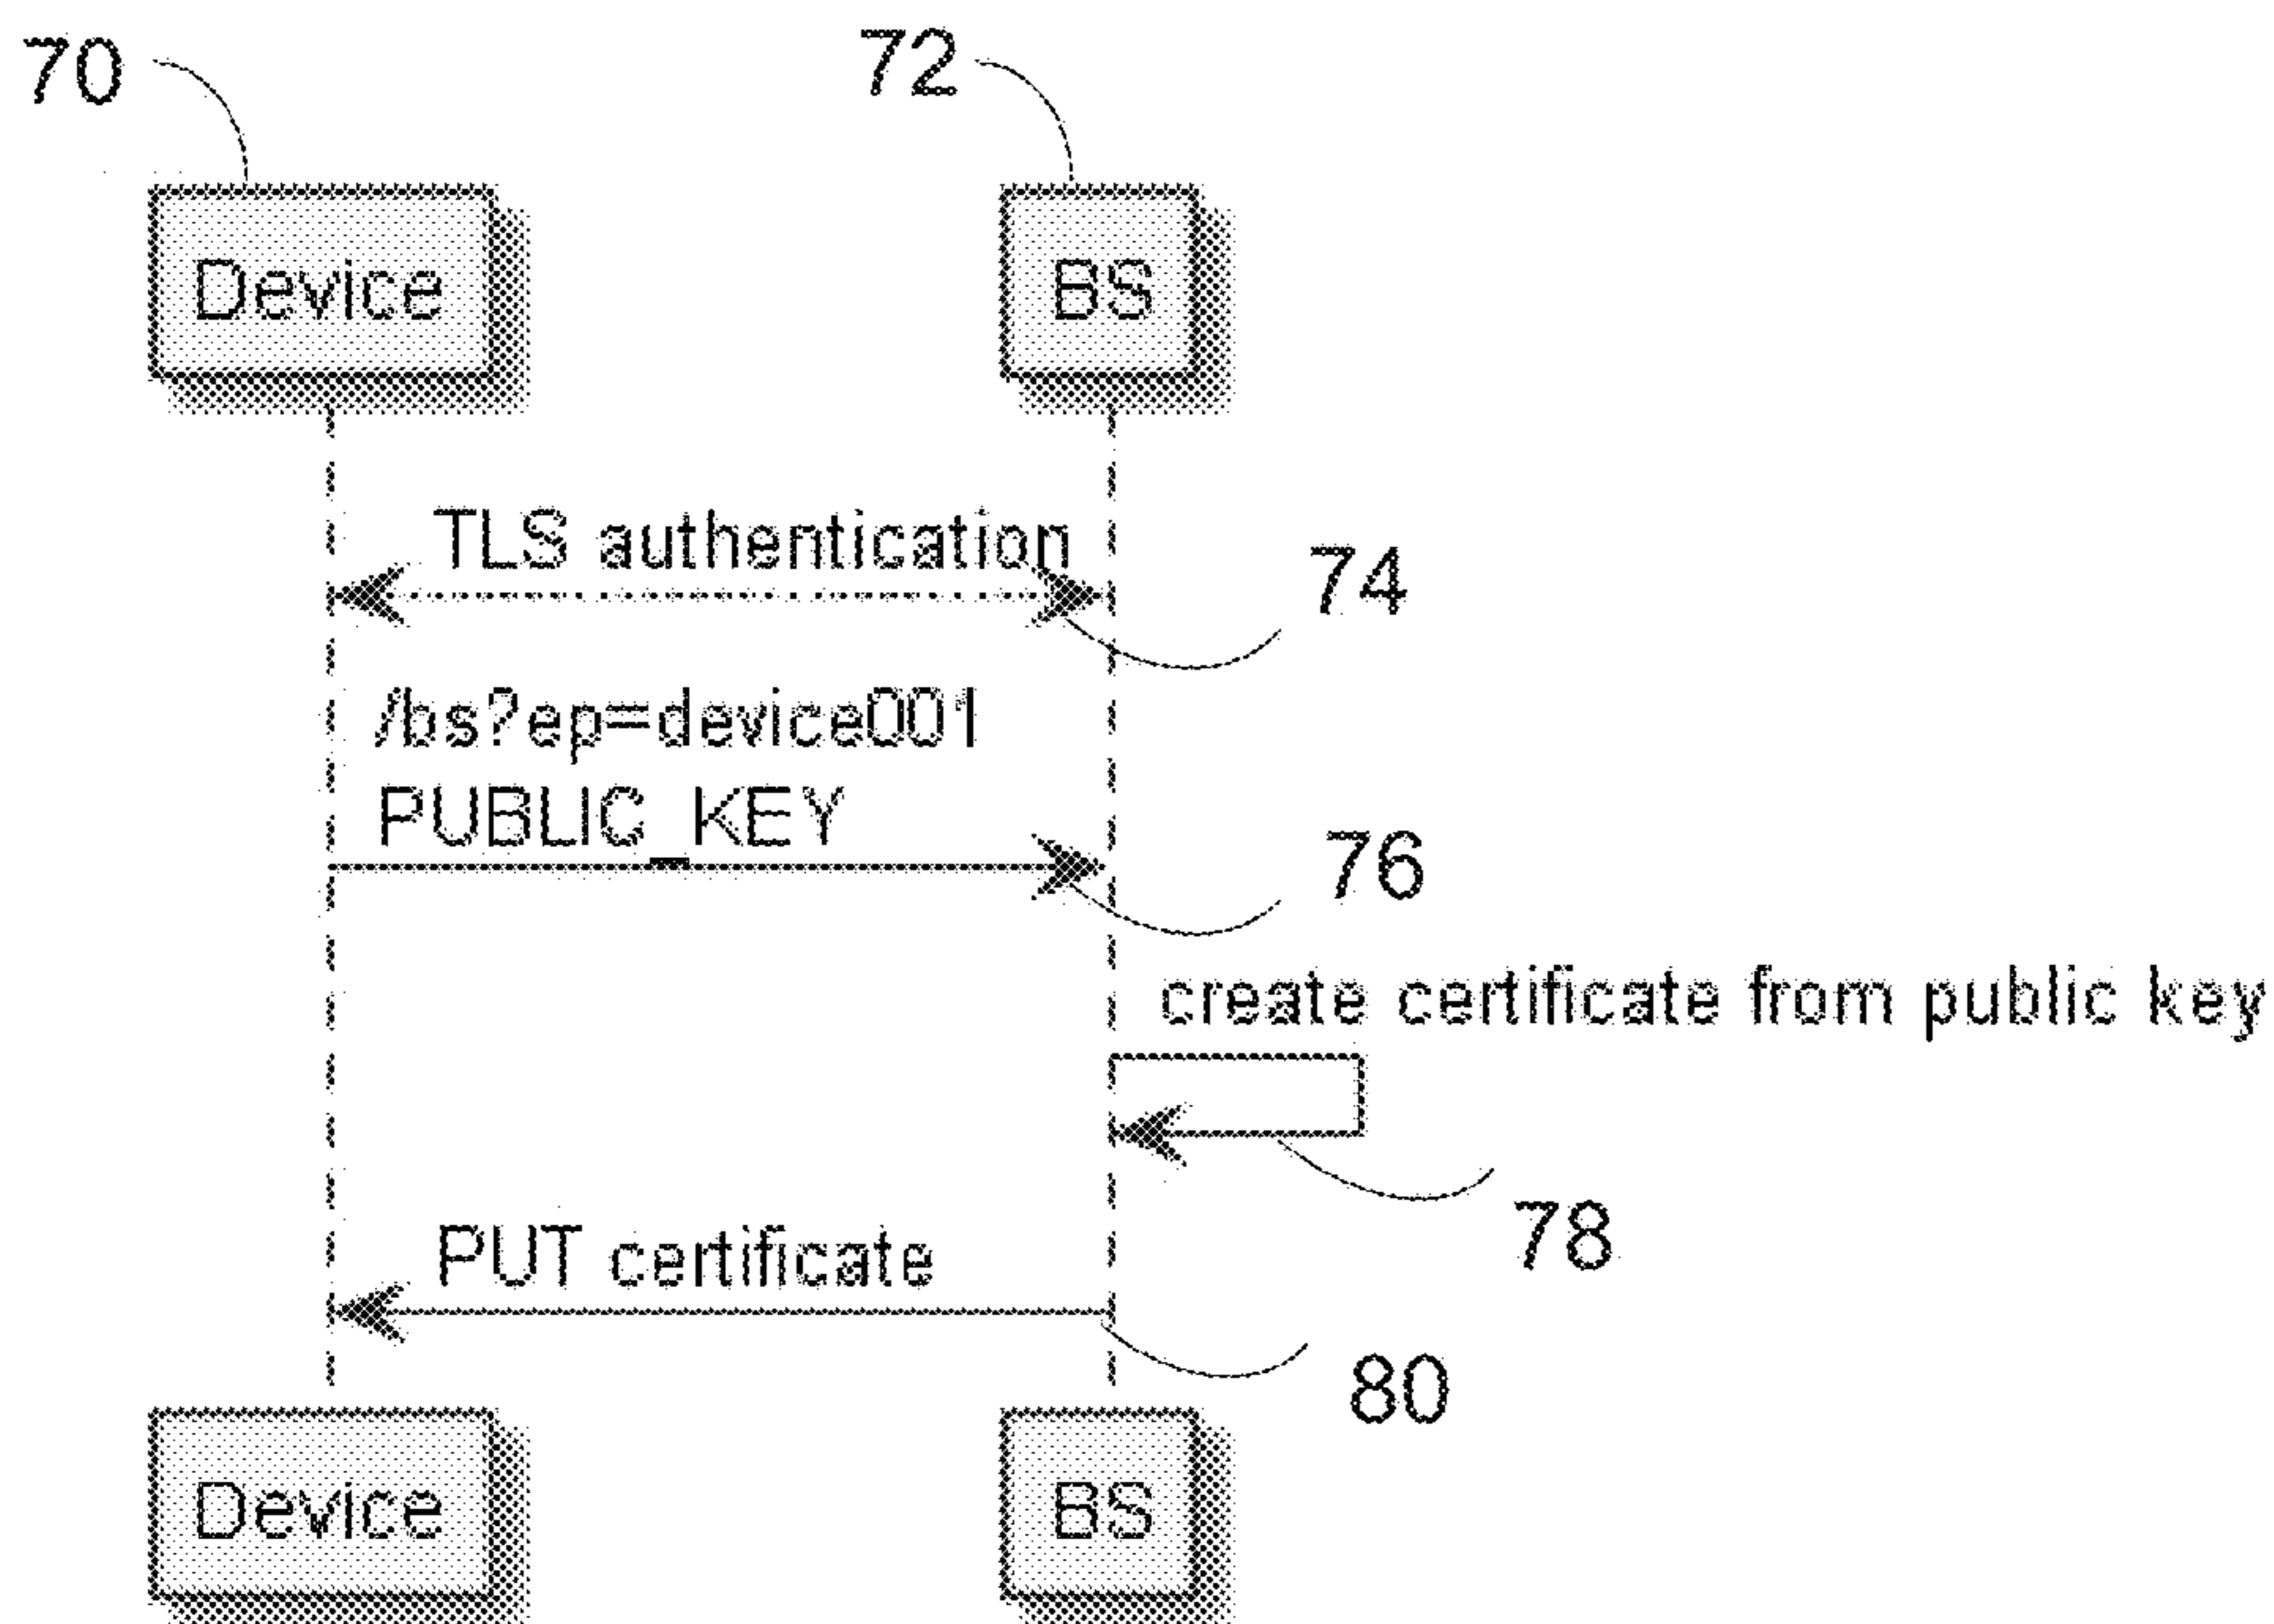 70
72
Device
BS
TLS authentication
74
/bs?ep=device001
PUBLIC_KEY
76
create certificate from public key
78
PUT certificate
80
Device
BS